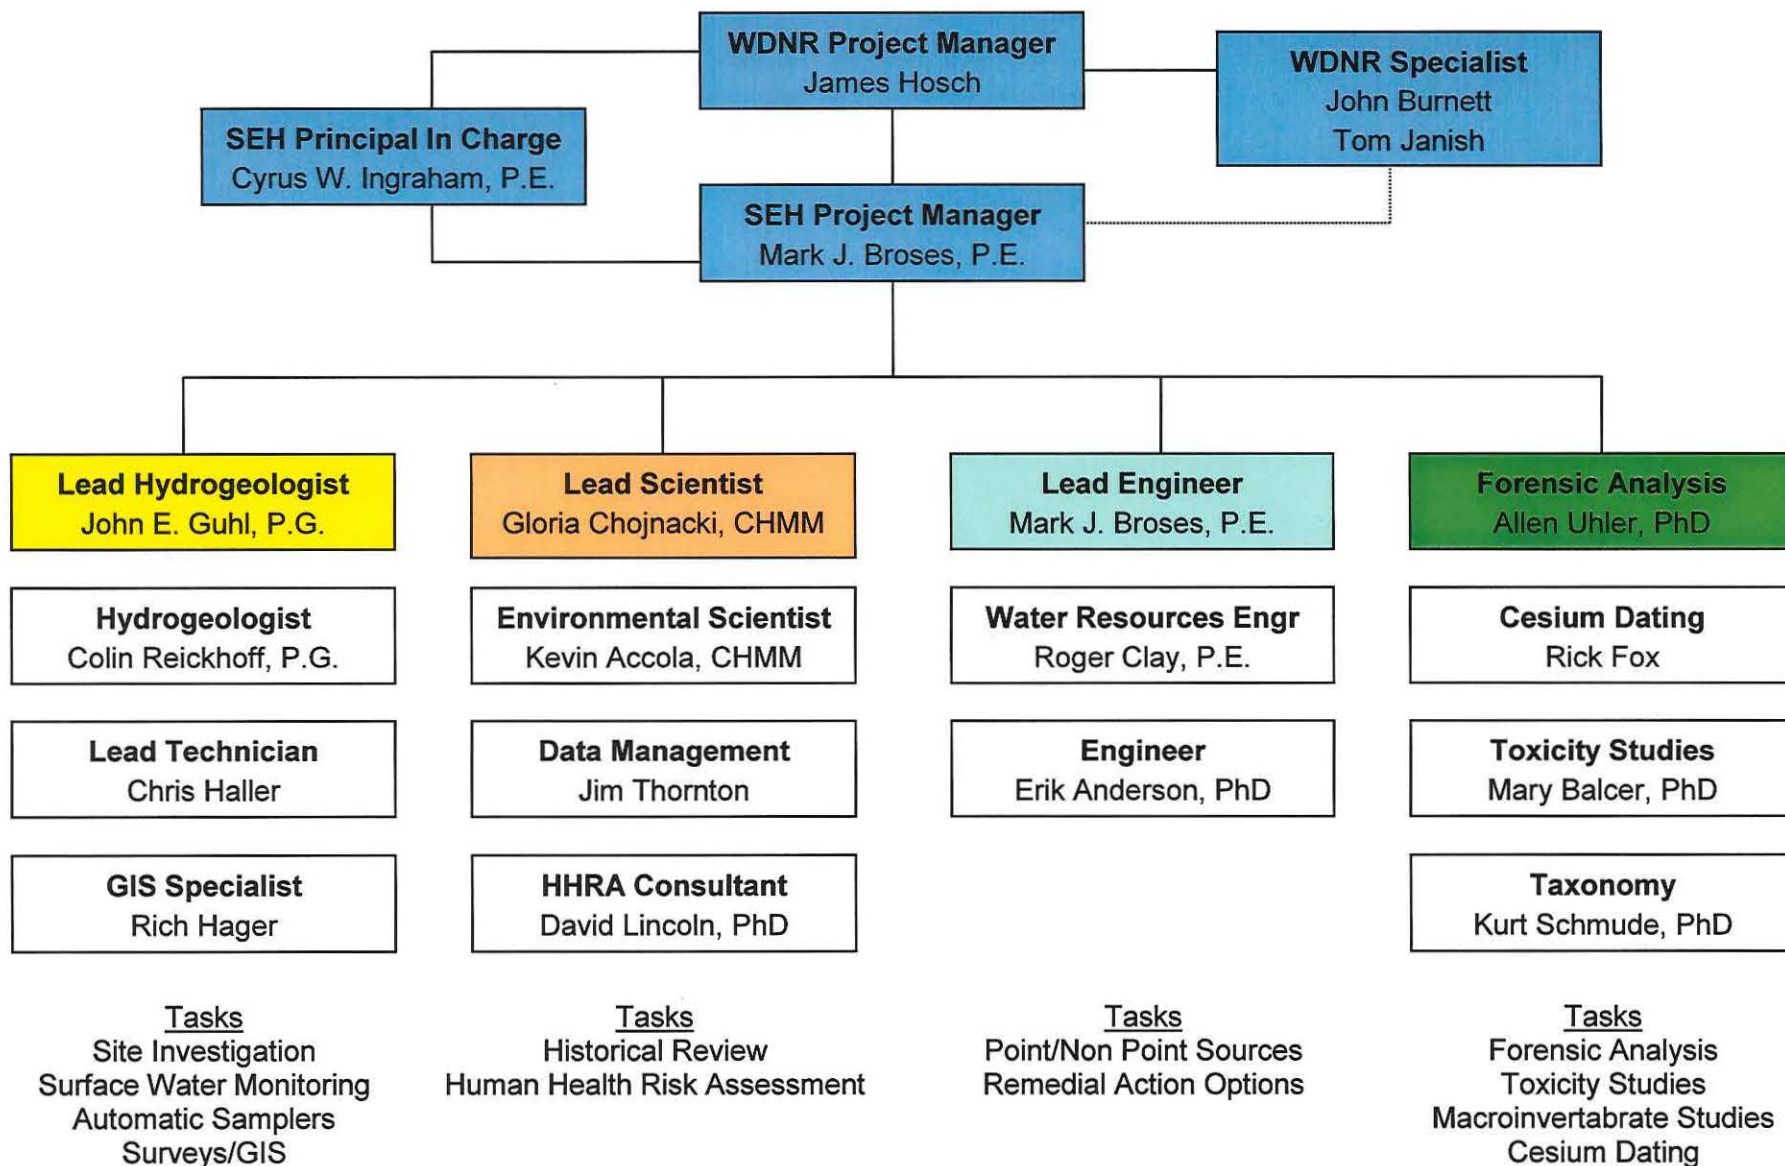 WDNR Project Manager
James Hosch
WDNR Specialist
John Burnett
Tom Janish
SEH Principal In Charge
Cyrus W. Ingraham, P.E.
SEH Project Manager
Mark J. Broses, P.E.
Lead Hydrogeologist
John E. Guhl, P.G.
Hydrogeologist
Colin Reickhoff, P.G.
Lead Technician
Chris Haller
GIS Specialist
Rich Hager
Tasks
Site Investigation
Surface Water Monitoring
Automatic Samplers
Surveys/GIS
Lead Scientist
Gloria Chojnacki, CHMM
Environmental Scientist
Kevin Accola, CHMM
Data Management
Jim Thornton
HHRA Consultant
David Lincoln, PhD
Tasks
Historical Review
Human Health Risk Assessment
Lead Engineer
Mark J. Broses, P.E.
Water Resources Engr
Roger Clay, P.E.
Engineer
Erik Anderson, PhD
Tasks
Point/Non Point Sources
Remedial Action Options
Forensic Analysis
Allen Uhler, PhD
Cesium Dating
Rick Fox
Toxicity Studies
Mary Balcer, PhD
Taxonomy
Kurt Schmude, PhD
Tasks
Forensic Analysis
Toxicity Studies
Macroinvertabrate Studies
Cesium Dating